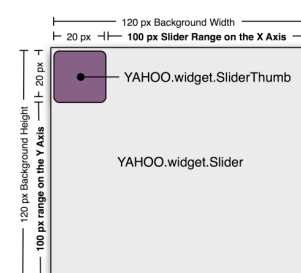 120 px Background Width
20 px
100 px Slider Range on the X Axis
20 px
YAHOO.widget.SliderThumb
120 px Background Height
100 px range on the Y Axis
YAHOO.widget.Slider